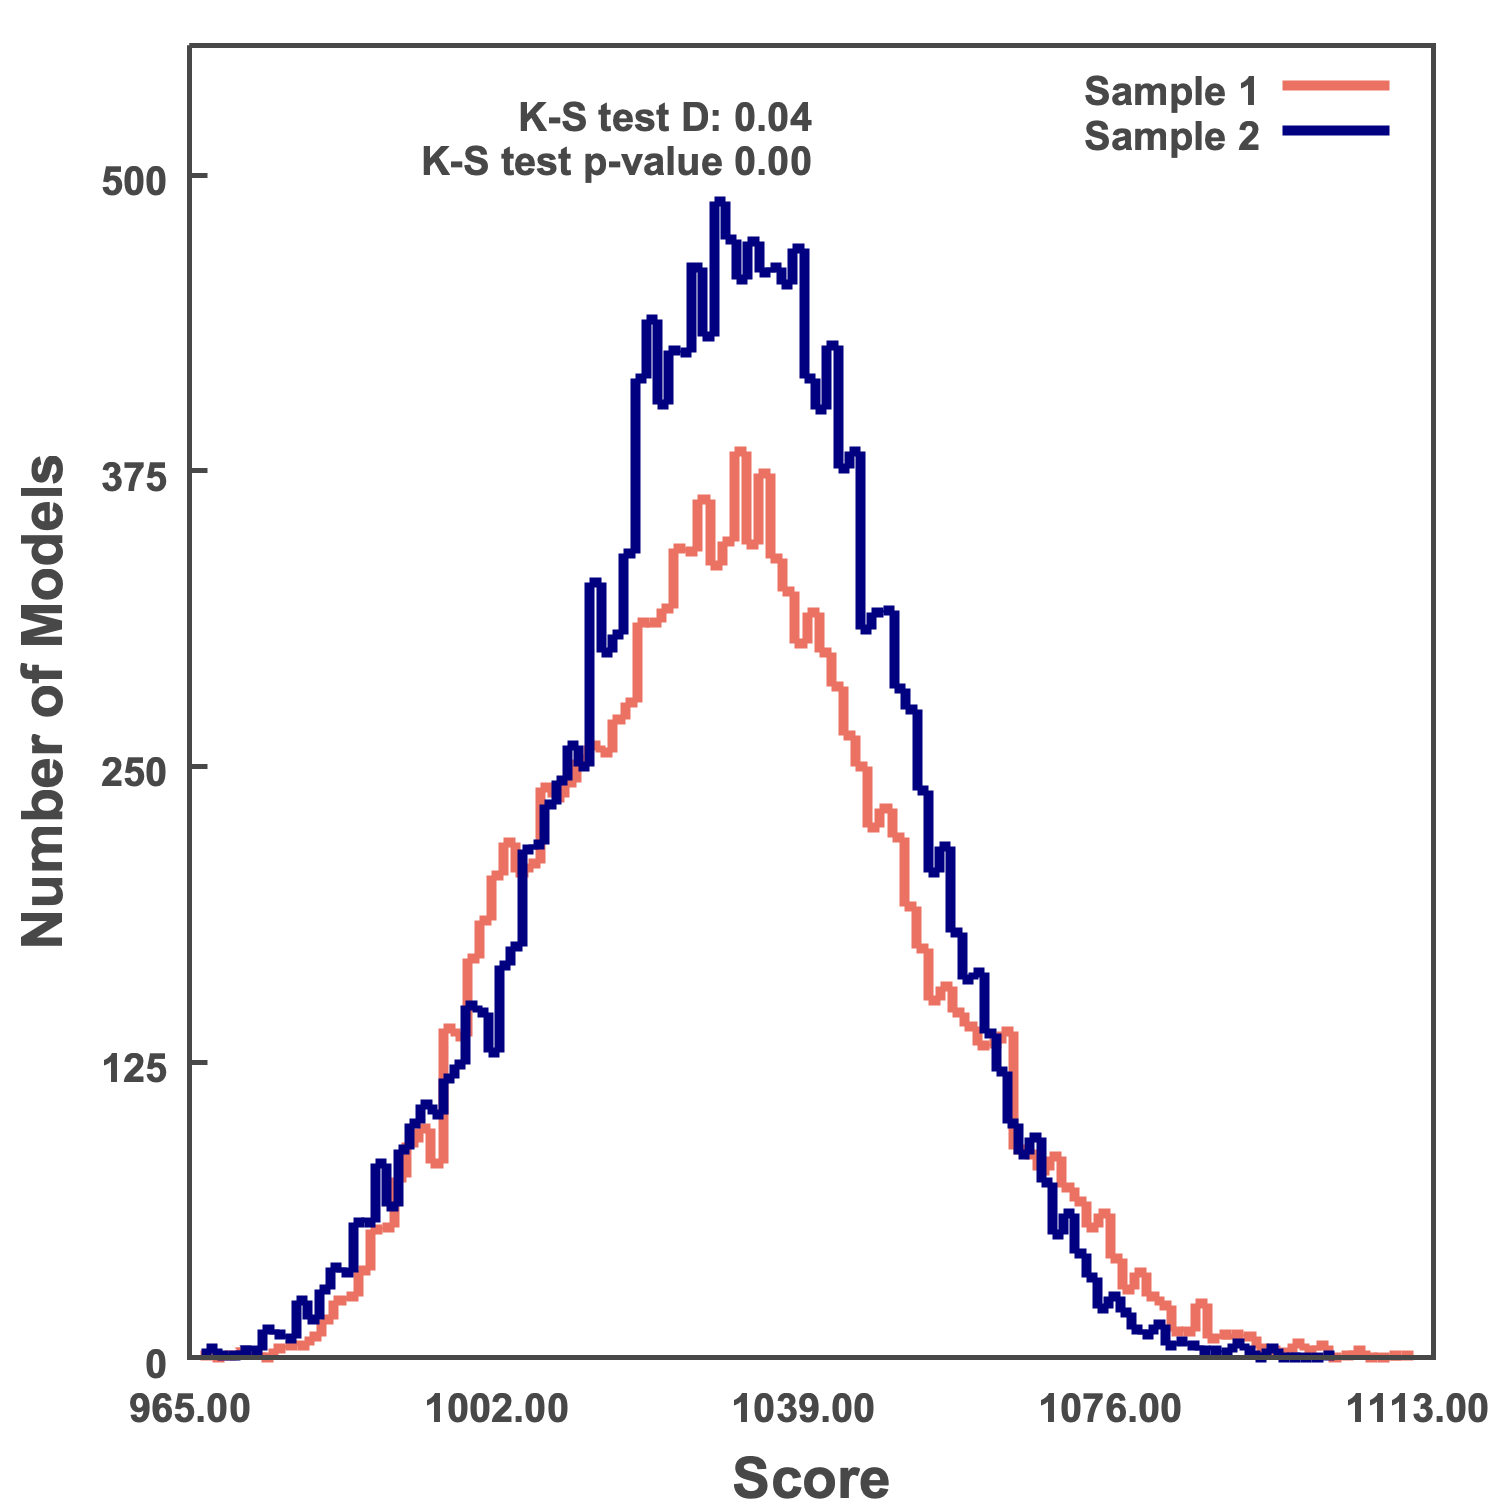 K-S test D: 0.04
K-S test p-value 0.00
Sample 1
Sample 2
500
375
250
125
0
Number of Models
965.00
1002.00
1039.00
1076.00
1113.00
Score